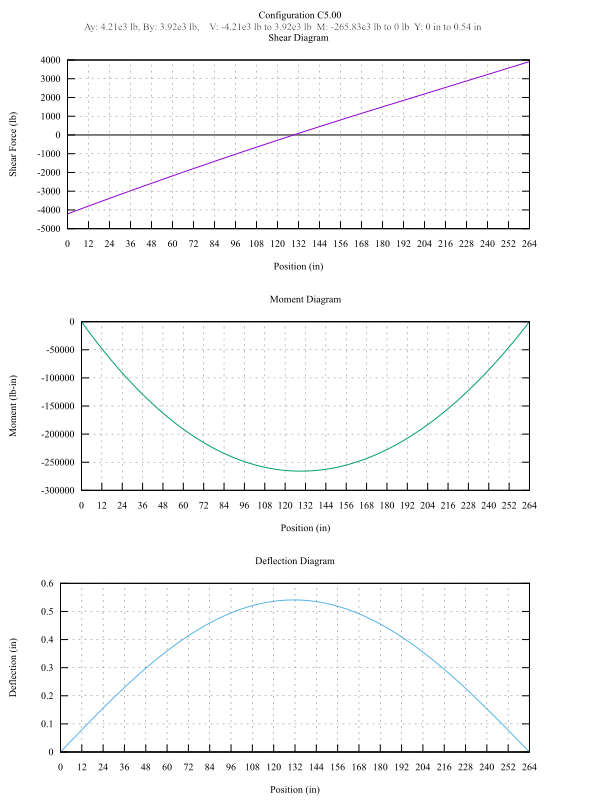 Configuration C5.00
Ay: 4.21e3 lb, By: 3.92e3 lb, V: -4.21e3 lb to 3.92e3 lb M: -265.83e3 lb to 0 lb Y: 0 in to 0.54 in
Shear Diagram
4000
3000
2000
1000
0
-1000
-2000
-3000
-4000
-5000
Shear Force (lb)
0 12 24 36 48 60 72 84 96 108 120 132 144 156 168 180 192 204 216 228 240 252 264
Position (in)
Moment Diagram
0
-50000
-100000
-150000
-200000
-250000
-300000
Moment (lb-in)
0 12 24 36 48 60 72 84 96 108 120 132 144 156 168 180 192 204 216 228 240 252 264
Position (in)
Deflection Diagram
0.6
0.5
0.4
0.3
0.2
0.1
0
Deflection (in)
0 12 24 36 48 60 72 84 96 108 120 132 144 156 168 180 192 204 216 228 240 252 264
Position (in)